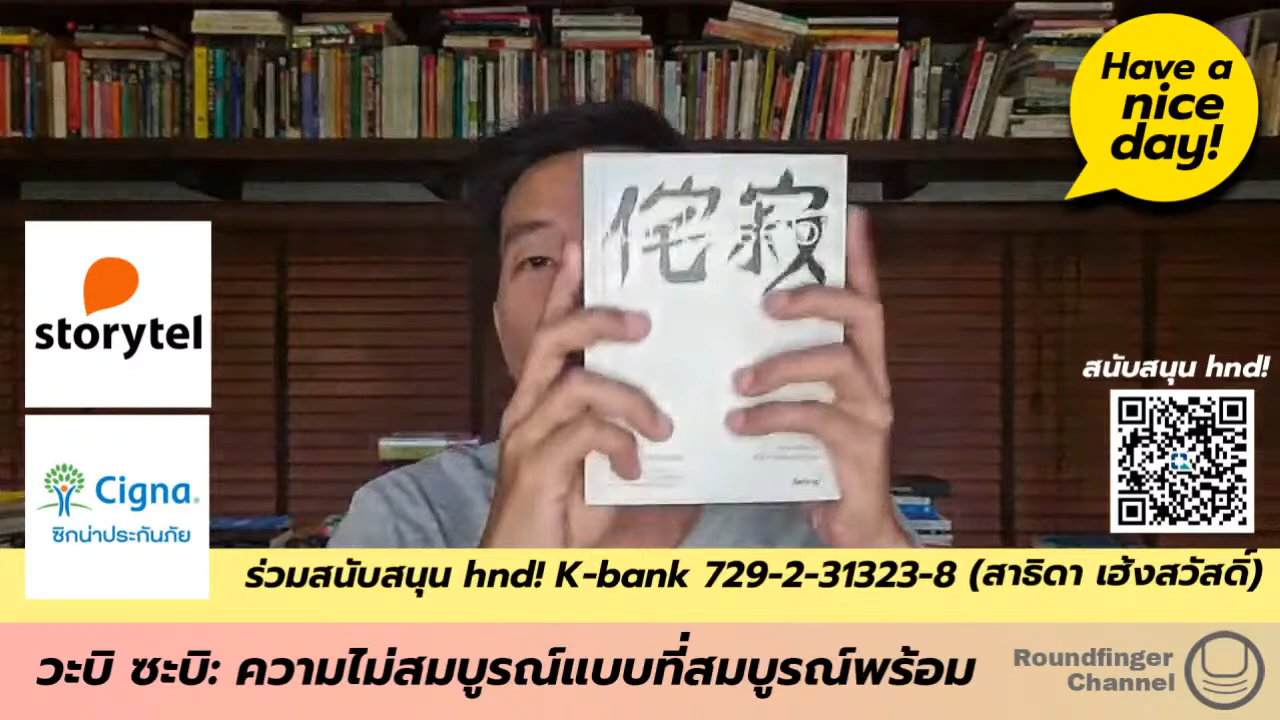 Have a
nice
day!
侘寂
storytel
สนับสนุน hnd!
Cigna®
ซิกน่าประกันภัย
ร่วมสนับสนุน hnd! K-bank 729-2-31323-8 (สาธิดา เฮ้งสวัสดิ์)
วะบิ ซะบิ: ความไม่สมบูรณ์แบบที่สมบูรณ์พร้อม
Roundfinger
Channel